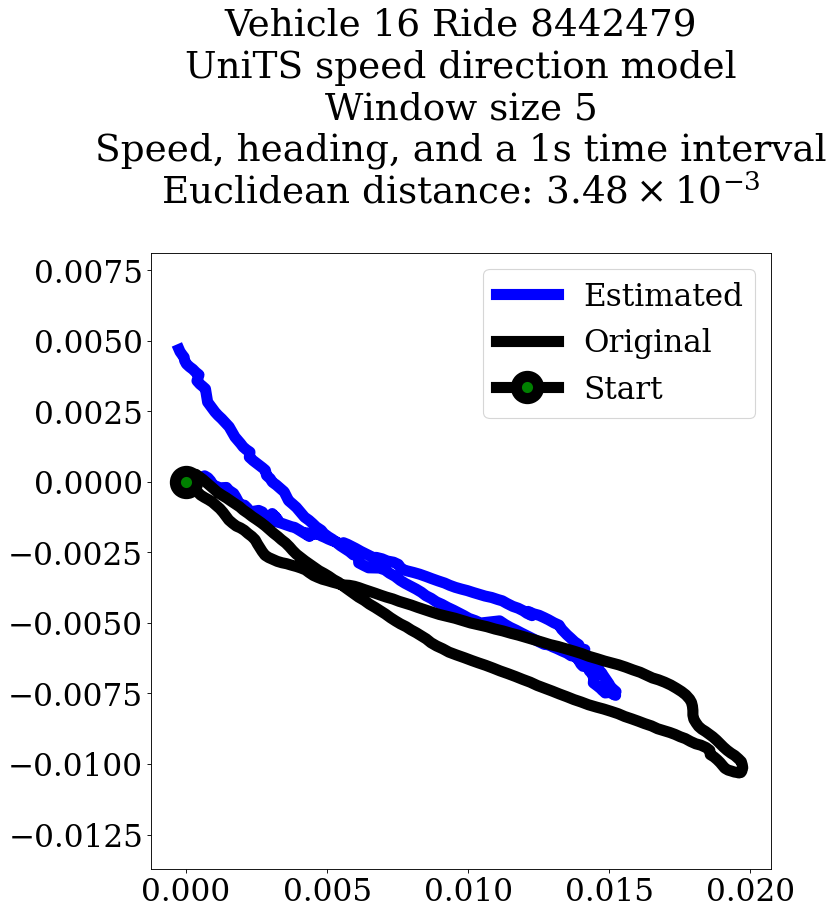 Vehicle 16 Ride 8442479
UniTS speed direction model
Window size 5
Speed, heading, and a 1s time interval
Euclidean distance: 3.48 × 10⁻³
0.0075
0.0050
0.0025
0.0000
−0.0025
−0.0050
−0.0075
−0.0100
−0.0125
Estimated
Original
Start
0.000 0.005 0.010 0.015 0.020